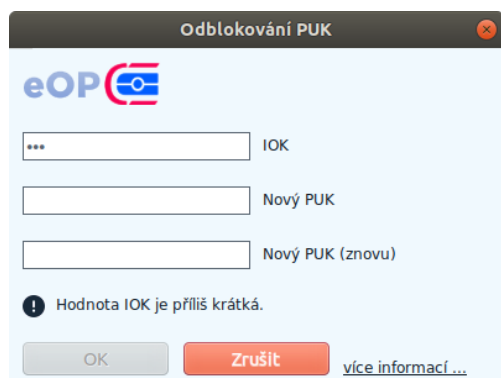 Odblokování PUK
eOP
••• IOK
Nový PUK
Nový PUK (znovu)
Hodnota IOK je příliš krátká.
OK Zrušit více informací ...